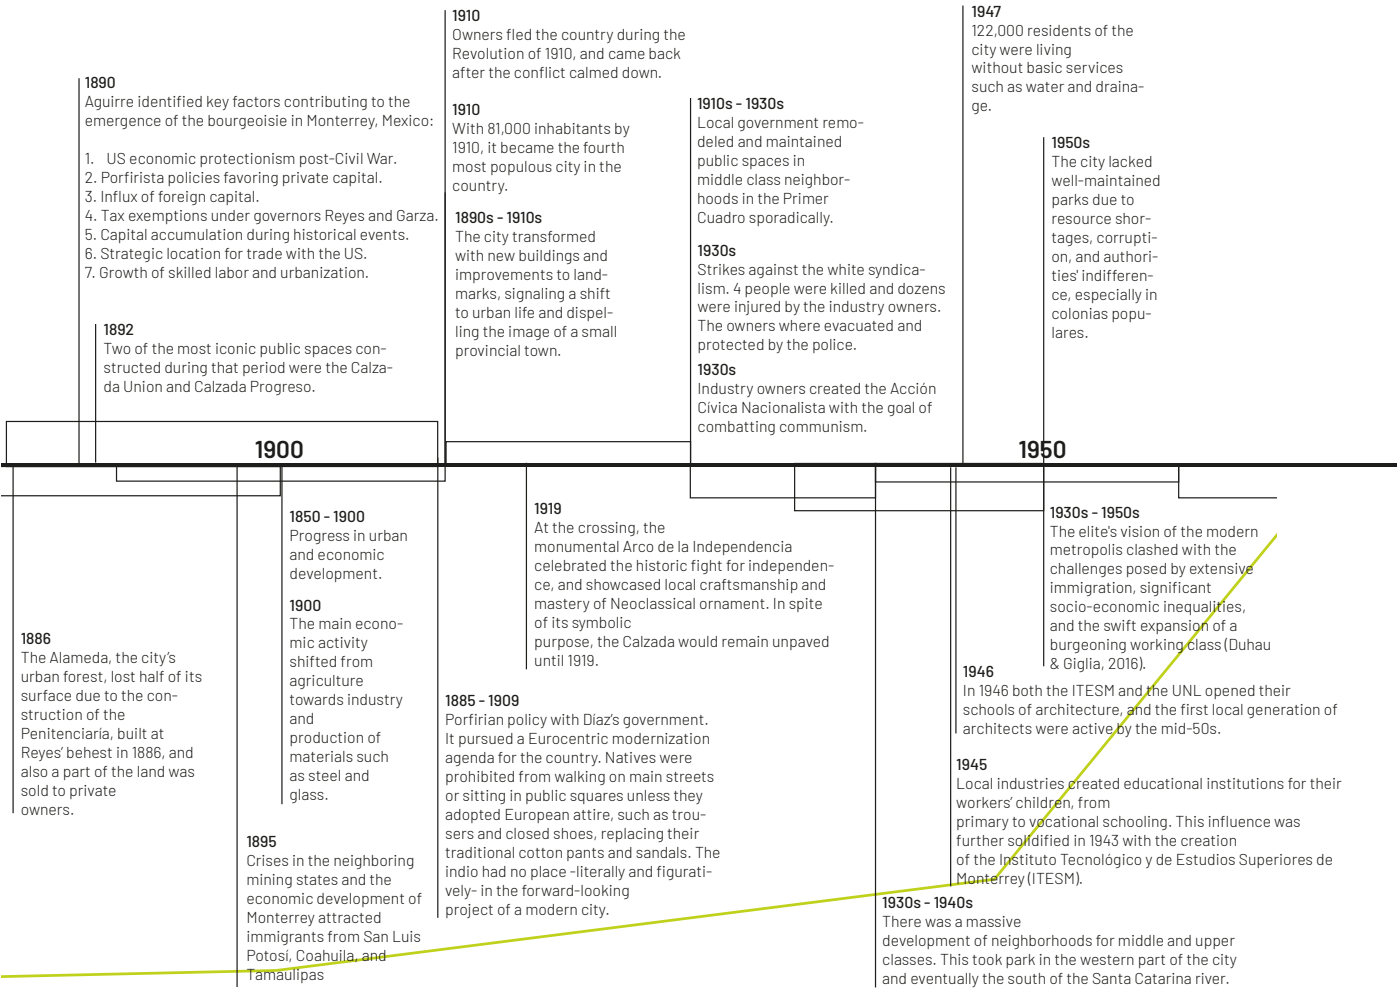 1890
Aguirre identified key factors contributing to the
emergence of the bourgeoisie in Monterrey, Mexico:
1. US economic protectionism post-Civil War.
2. Porfirista policies favoring private capital.
3. Influx of foreign capital.
4. Tax exemptions under governors Reyes and Garza.
5. Capital accumulation during historical events.
6. Strategic location for trade with the US.
7. Growth of skilled labor and urbanization.
1892
Two of the most iconic public spaces con-
structed during that period were the Calza-
da Union and Calzada Progreso.
1910
Owners fled the country during the
Revolution of 1910, and came back
after the conflict calmed down.
1910
With 81,000 inhabitants by
1910, it became the fourth
most populous city in the
country.
1890s - 1910s
The city transformed
with new buildings and
improvements to land-
marks, signaling a shift
to urban life and dispel-
ling the image of a small
provincial town.
1910s - 1930s
Local government remo-
deled and maintained
public spaces in
middle class neighbor-
hoods in the Primer
Cuadro sporadically.
1930s
Strikes against the white syndica-
lism. 4 people were killed and dozens
were injured by the industry owners.
The owners where evacuated and
protected by the police.
1930s
Industry owners created the Acción
Cívica Nacionalista with the goal of
combatting communism.
1947
122,000 residents of the
city were living
without basic services
such as water and draina-
ge.
1950s
The city lacked
well-maintained
parks due to
resource shor-
tages, corrupti-
on, and authori-
ties' indifferen-
ce, especially in
colonias popu-
lares.
1900
1950
1886
The Alameda, the city's
urban forest, lost half of its
surface due to the con-
struction of the
Penitenciaría, built at
Reyes' behest in 1886, and
also a part of the land was
sold to private
owners.
1850 - 1900
Progress in urban
and economic
development.
1900
The main econo-
mic activity
shifted from
agriculture
towards industry
and
production of
materials such
as steel and
glass.
1895
Crises in the neighboring
mining states and the
economic development of
Monterrey attracted
immigrants from San Luis
Potosí, Coahuila, and
Tamaulipas
1919
At the crossing, the
monumental Arco de la Independencia
celebrated the historic fight for independen-
ce, and showcased local craftsmanship and
mastery of Neoclassical ornament. In spite
of its symbolic
purpose, the Calzada would remain unpaved
until 1919.
1885 - 1909
Porfirian policy with Díaz's government.
It pursued a Eurocentric modernization
agenda for the country. Natives were
prohibited from walking on main streets
or sitting in public squares unless they
adopted European attire, such as trou-
sers and closed shoes, replacing their
traditional cotton pants and sandals. The
indio had no place -literally and figurati-
vely- in the forward-looking
project of a modern city.
1930s - 1950s
The elite's vision of the modern
metropolis clashed with the
challenges posed by extensive
immigration, significant
socio-economic inequalities,
and the swift expansion of a
burgeoning working class (Duhau
& Giglia, 2016).
1946
In 1946 both the ITESM and the UNL opened their
schools of architecture, and the first local generation of
architects were active by the mid-50s.
1945
Local industries created educational institutions for their
workers' children, from
primary to vocational schooling. This influence was
further solidified in 1943 with the creation
of the Instituto Tecnológico y de Estudios Superiores de
Monterrey (ITESM).
1930s - 1940s
There was a massive
development of neighborhoods for middle and upper
classes. This took park in the western part of the city
and eventually the south of the Santa Catarina river.